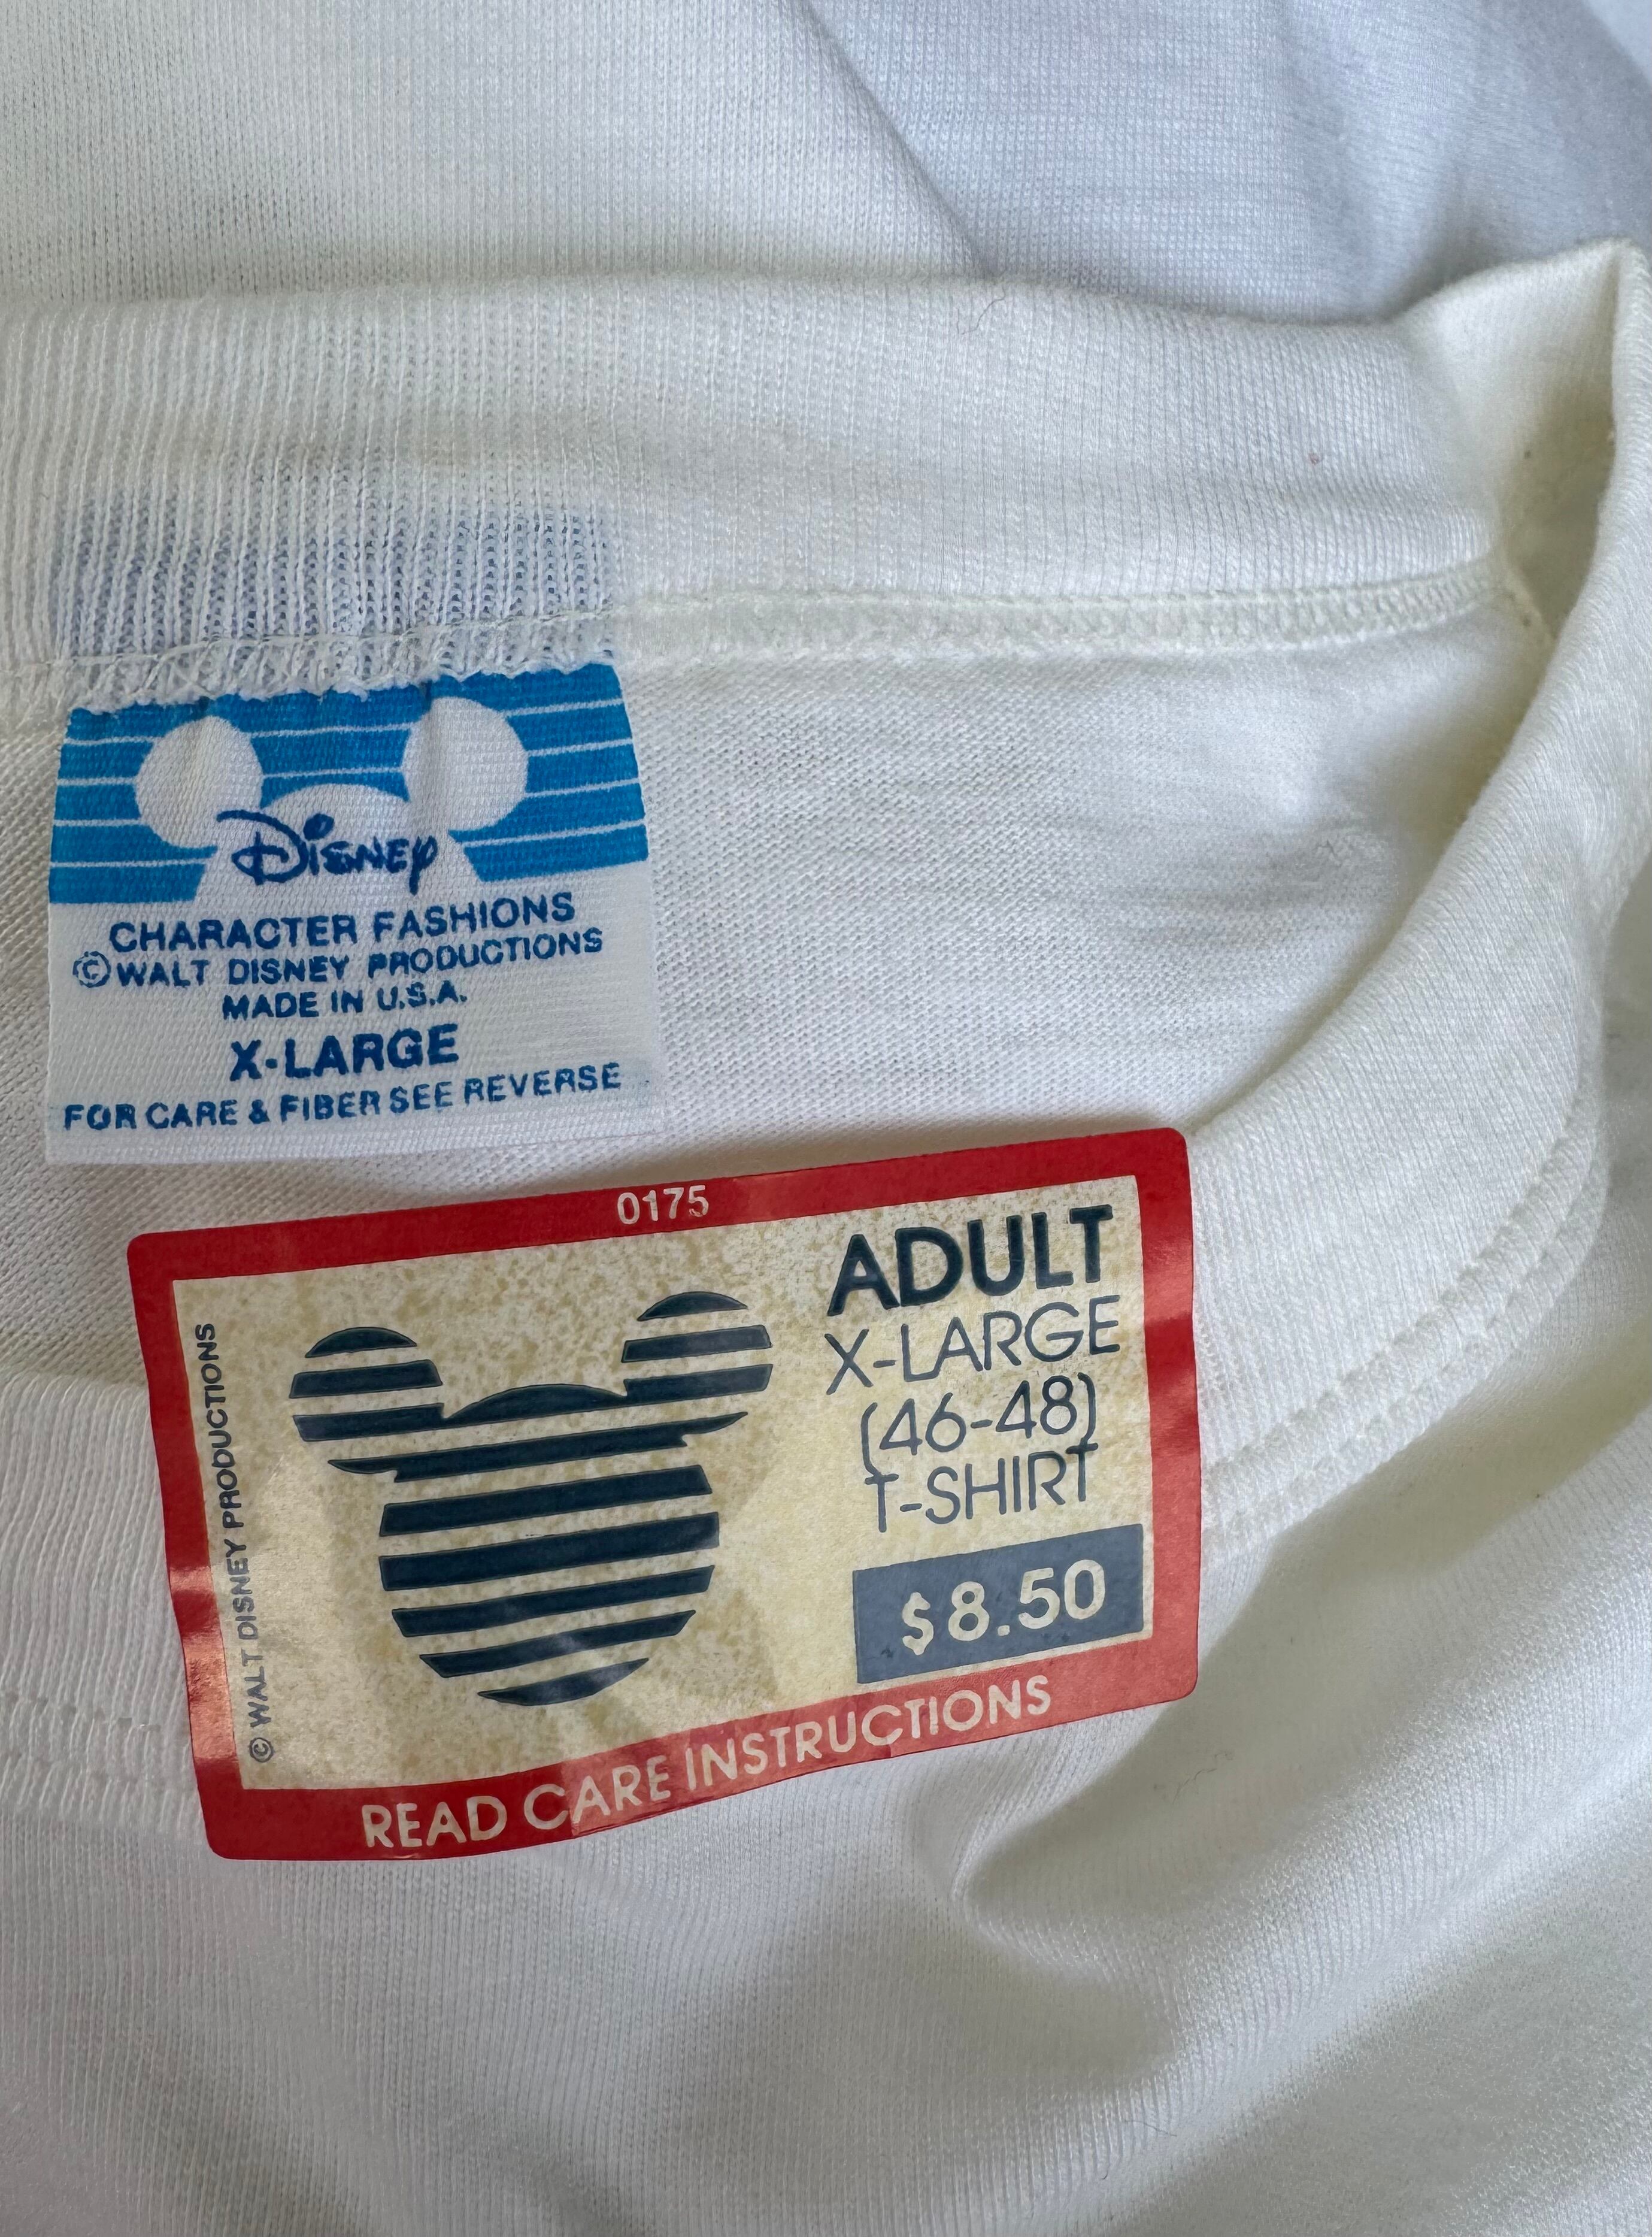 Disney
CHARACTER FASHIONS
©WALT DISNEY PRODUCTIONS
MADE IN U.S.A.
X-LARGE
FOR CARE & FIBER SEE REVERSE
0175
© WALT DISNEY PRODUCTIONS
ADULT
X-LARGE
(46-48)
T-SHIRT
$8.50
READ CARE INSTRUCTIONS